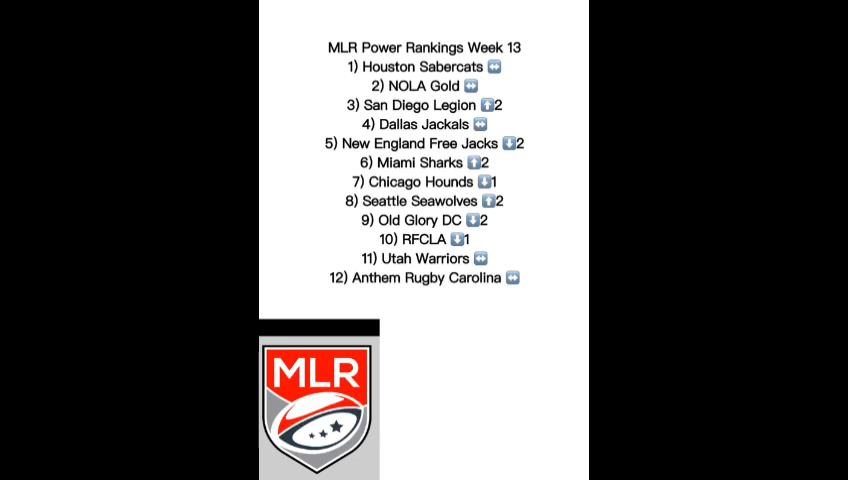 MLR Power Rankings Week 13
1) Houston Sabercats ↔️
2) NOLA Gold ↔️
3) San Diego Legion ⬆️2
4) Dallas Jackals ↔️
5) New England Free Jacks ⬇️2
6) Miami Sharks ⬆️2
7) Chicago Hounds ⬇️1
8) Seattle Seawolves ⬆️2
9) Old Glory DC ⬇️2
10) RFCLA ⬇️1
11) Utah Warriors ↔️
12) Anthem Rugby Carolina ↔️
MLR